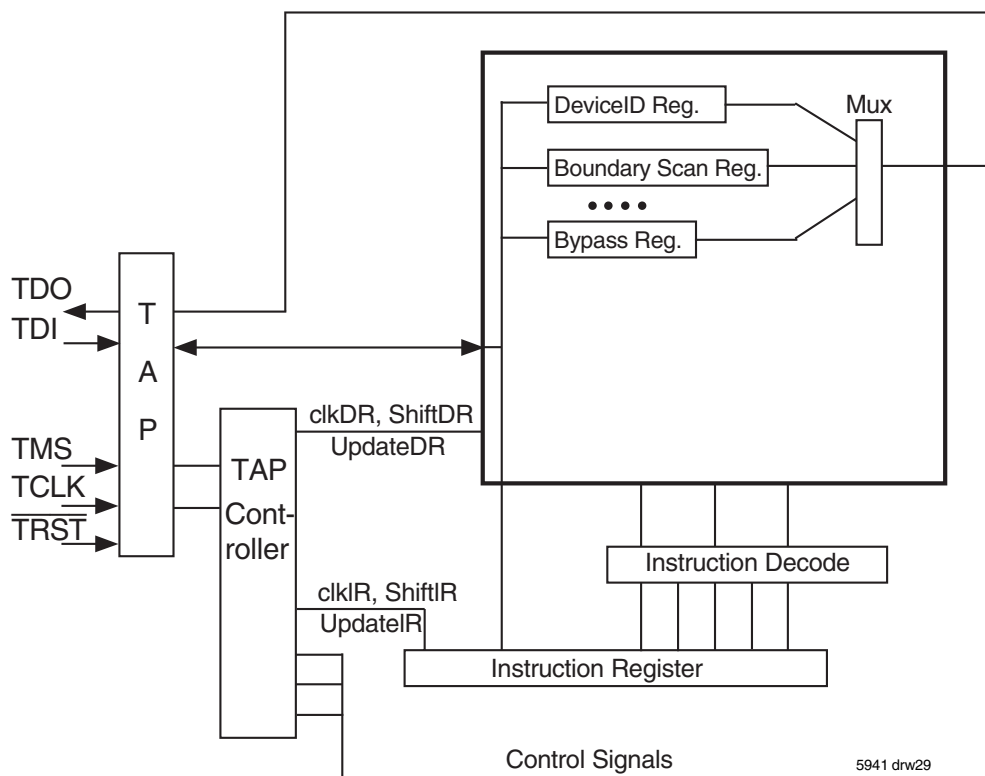 DeviceID Reg.
Mux
Boundary Scan Reg.
Bypass Reg.
TDO
TDI
T
A
P
TMS
TCLK
TRST
clkDR, ShiftDR
UpdateDR
TAP
Cont-
roller
Instruction Decode
clkIR, ShiftIR
UpdateIR
Instruction Register
Control Signals
5941 drw29